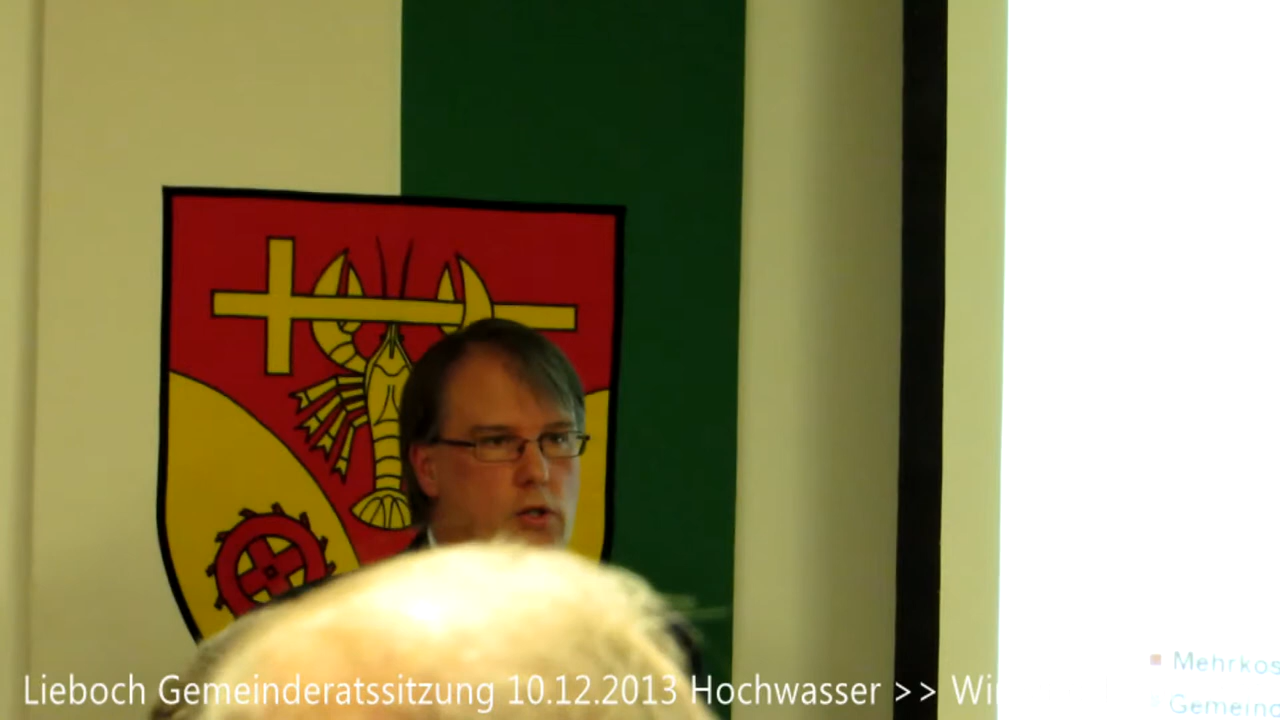 Mehrkos
Gemeind
Lieboch Gemeinderatssitzung 10.12.2013 Hochwasser >> Wi